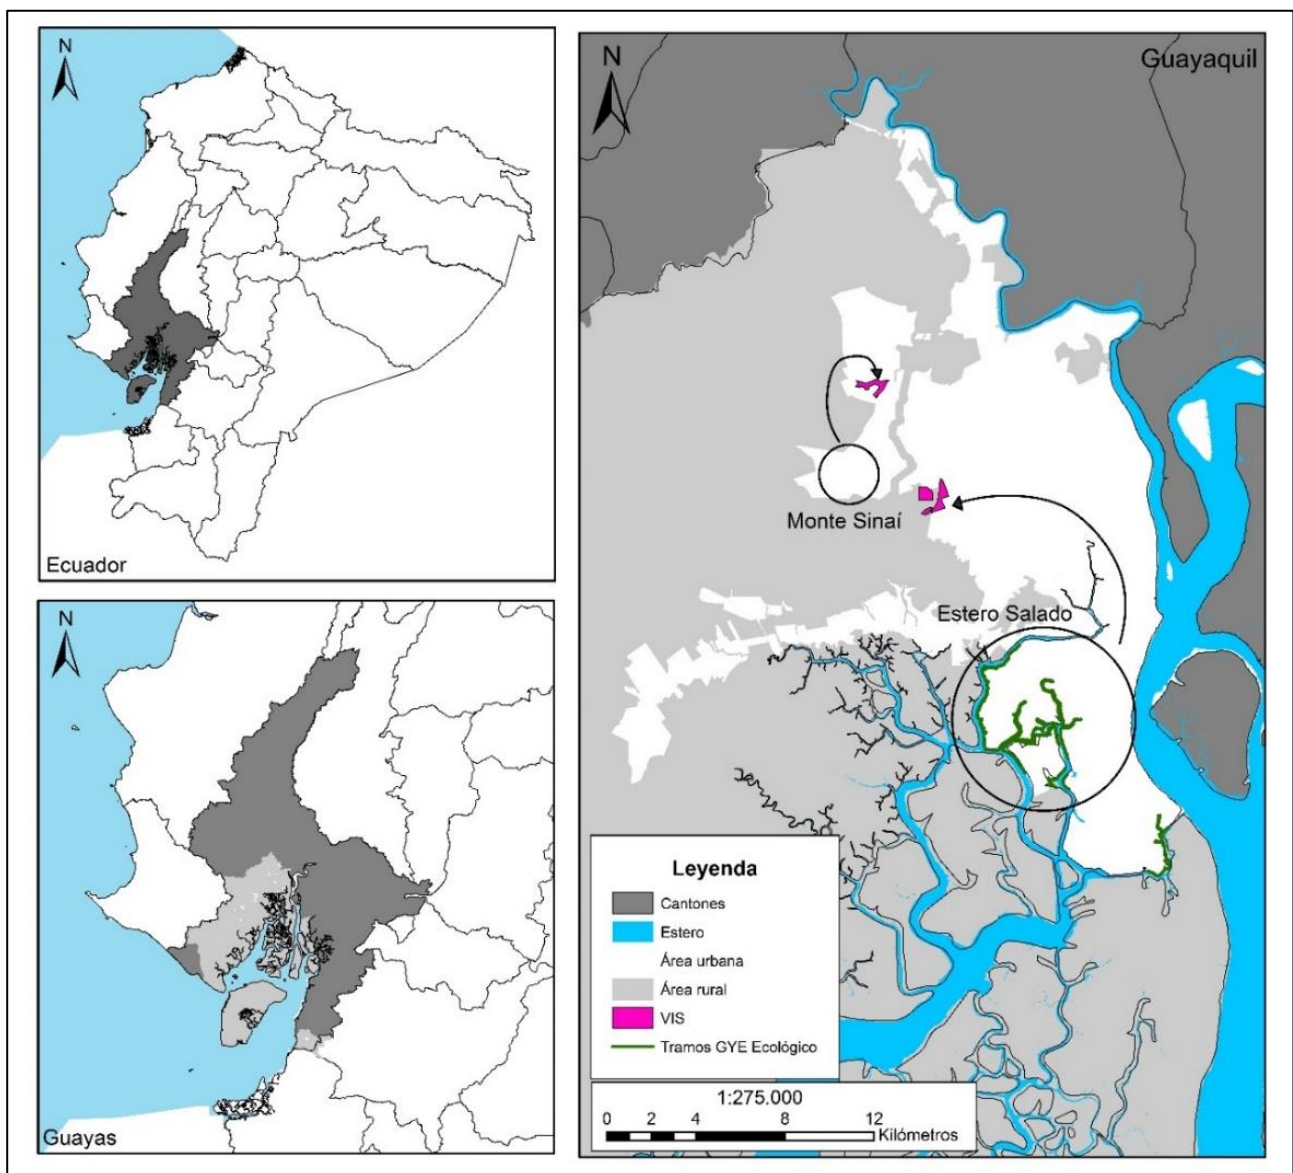 N
Ecuador
N
Guayas
N
Guayaquil
Monte Sinaí
Estero Salado
Leyenda
Cantones
Estero
Área urbana
Área rural
VIS
Tramos GYE Ecológico
1:275.000
0 2 4 8 12
Kilómetros